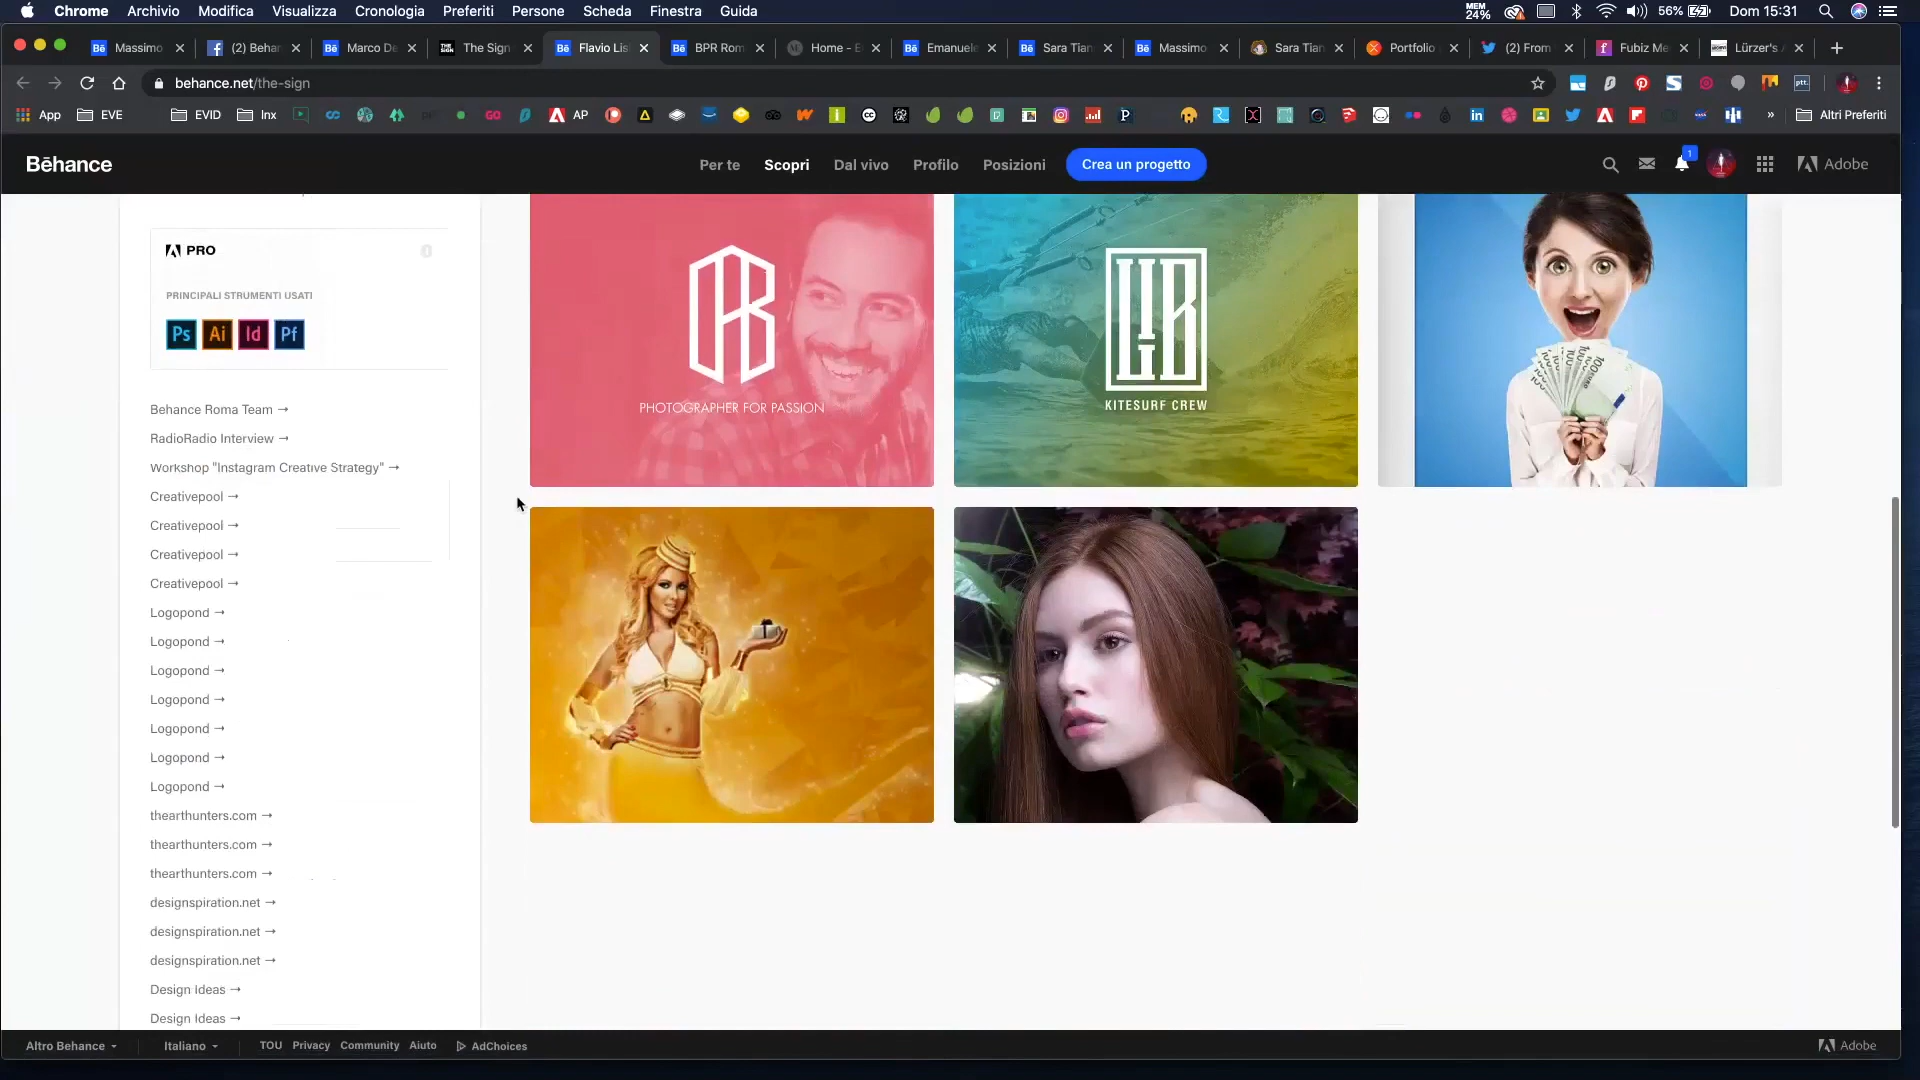 Chrome Archivio Modifica Visualizza Cronologia Preferiti Persone Scheda Finestra Guida
MEM 24% 56% Dom 15:31
Massimo (2) Behan Marco De The Sign Flavio Lis BPR Rom Home - E Emanuele Sara Tian Massimo Sara Tian Portfolio (2) From Fubiz Me Lürzer's A
behance.net/the-sign
App EVE EVID Inx AP » Altri Preferiti
Bēhance Per te Scopri Dal vivo Profilo Posizioni Crea un progetto 1 Adobe
PRO
PRINCIPALI STRUMENTI USATI
Ps Ai Id Pf
PHOTOGRAPHER FOR PASSION
KITESURF CREW
Behance Roma Team →
RadioRadio Interview →
Workshop "Instagram Creative Strategy" →
Creativepool →
Creativepool →
Creativepool →
Creativepool →
Logopond →
Logopond →
Logopond →
Logopond →
Logopond →
Logopond →
Logopond →
thearthunters.com →
thearthunters.com →
thearthunters.com →
designspiration.net →
designspiration.net →
designspiration.net →
Design Ideas →
Design Ideas →
Altro Behance Italiano TOU Privacy Community Aiuto AdChoices Adobe